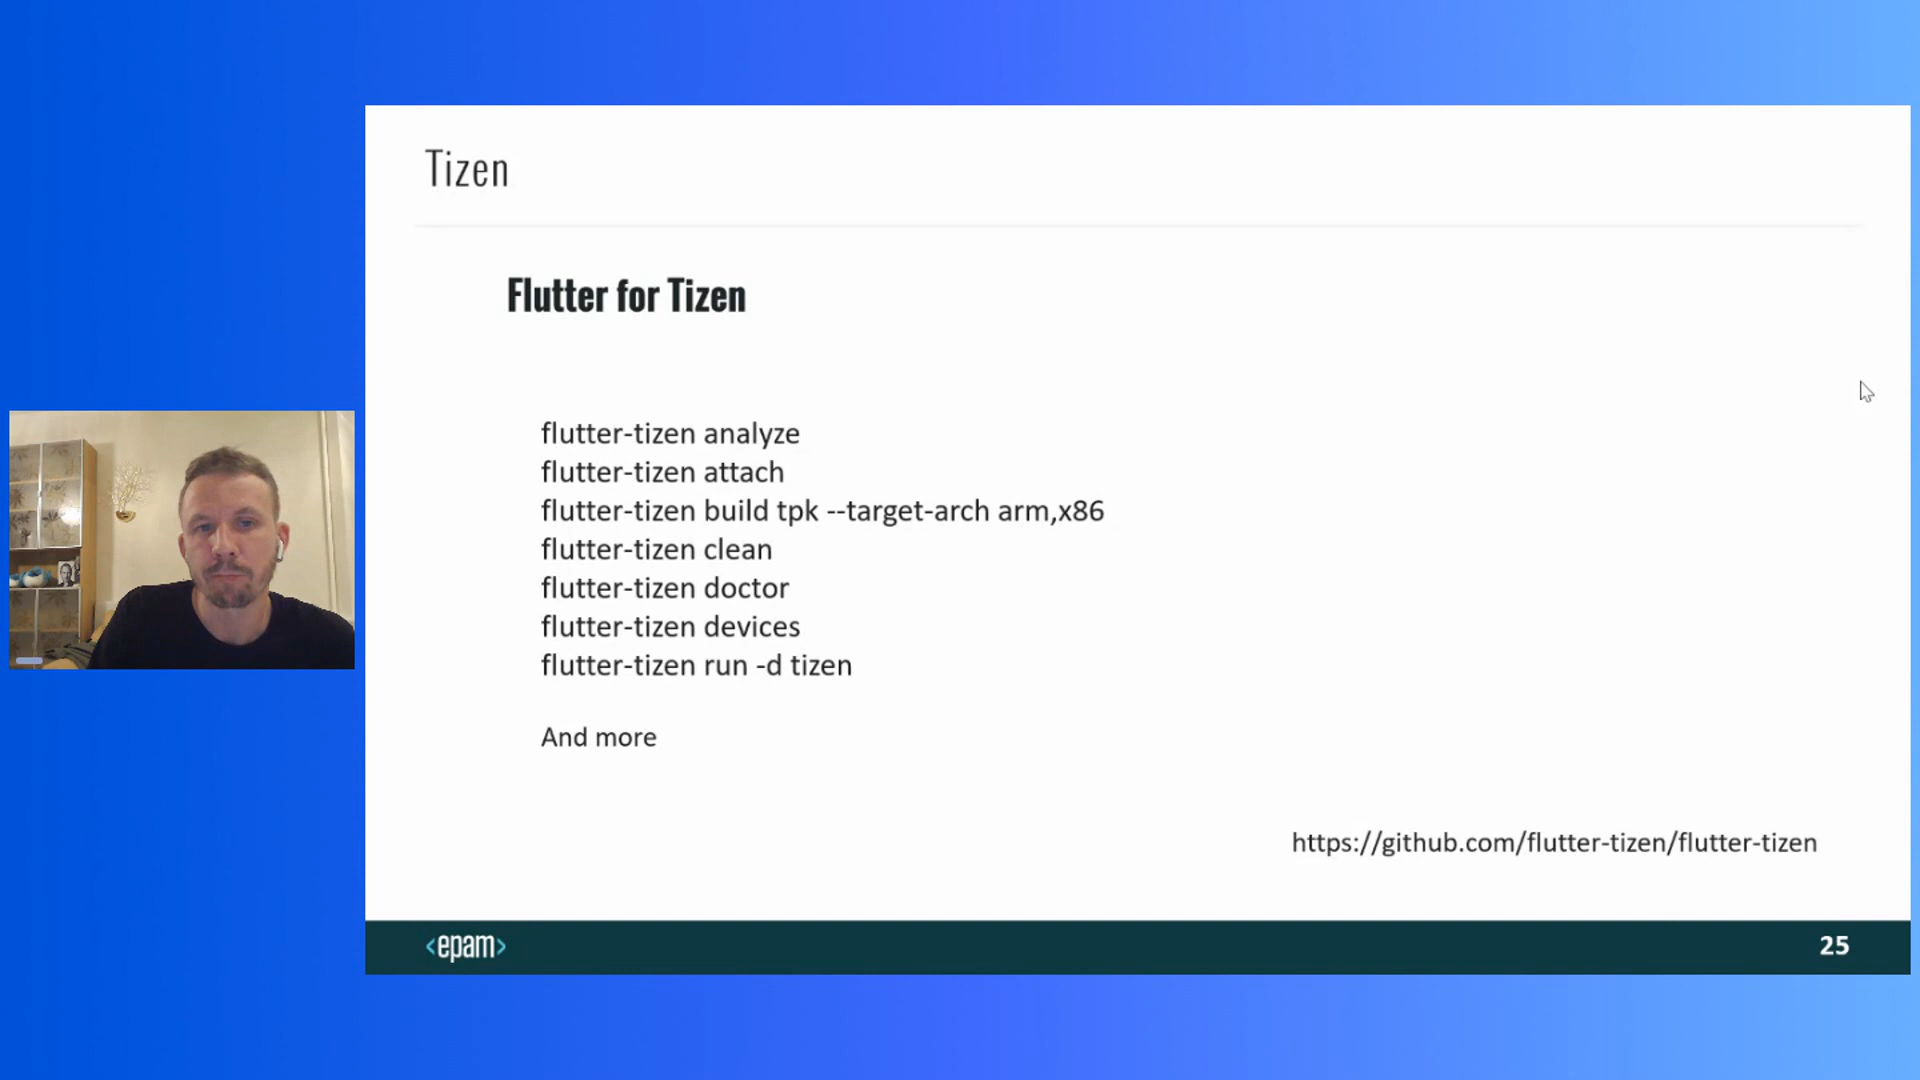 Tizen
Flutter for Tizen
flutter-tizen analyze
flutter-tizen attach
flutter-tizen build tpk --target-arch arm,x86
flutter-tizen clean
flutter-tizen doctor
flutter-tizen devices
flutter-tizen run -d tizen
And more
https://github.com/flutter-tizen/flutter-tizen
<epam>
25